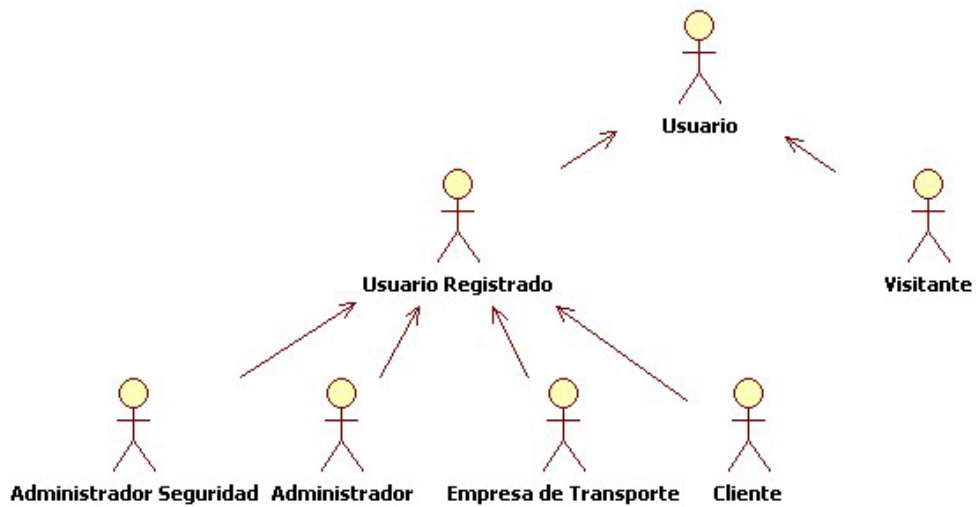 Usuario
Usuario Registrado
Visitante
Administrador Seguridad
Administrador
Empresa de Transporte
Cliente